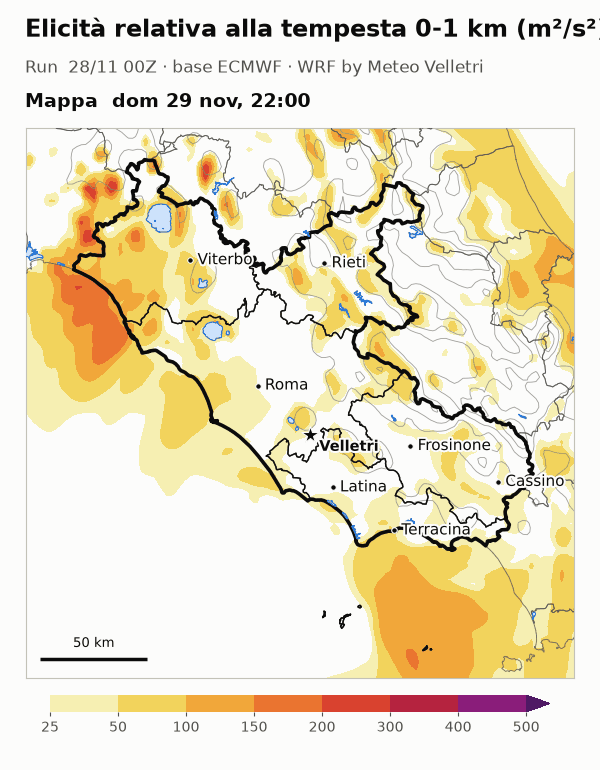 Elicità relativa alla tempesta 0-1 km (m²/s²)
Run  28/11 00Z · base ECMWF · WRF by Meteo Velletri
Mappa  dom 29 nov, 22:00
Viterbo
Rieti
Roma
Velletri
Frosinone
Latina
Cassino
Terracina
50 km
25 50 100 150 200 300 400 500